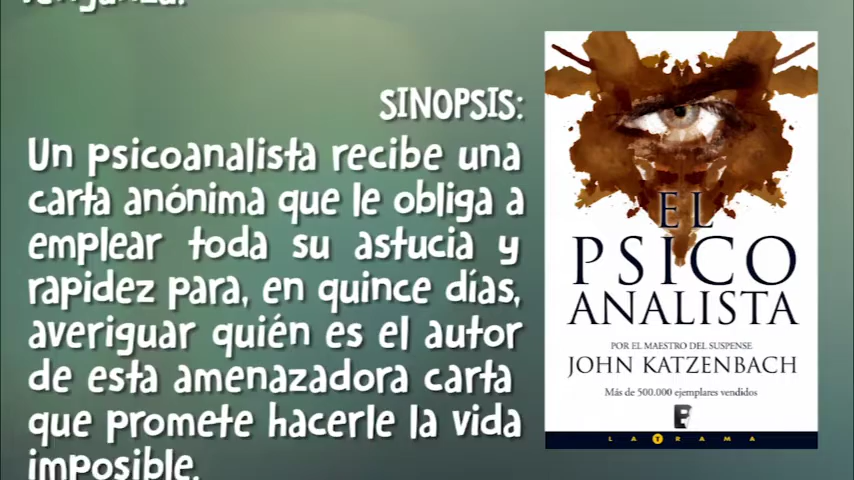 venganza.
SINOPSIS:
Un psicoanalista recibe una
carta anónima que le obliga a
emplear toda su astucia y
rapidez para, en quince días,
averiguar quién es el autor
de esta amenazadora carta
que promete hacerle la vida
imposible.
EL
PSICO
ANALISTA
POR EL MAESTRO DEL SUSPENSE
JOHN KATZENBACH
Más de 500.000 ejemplares vendidos
B
LA TRAMA